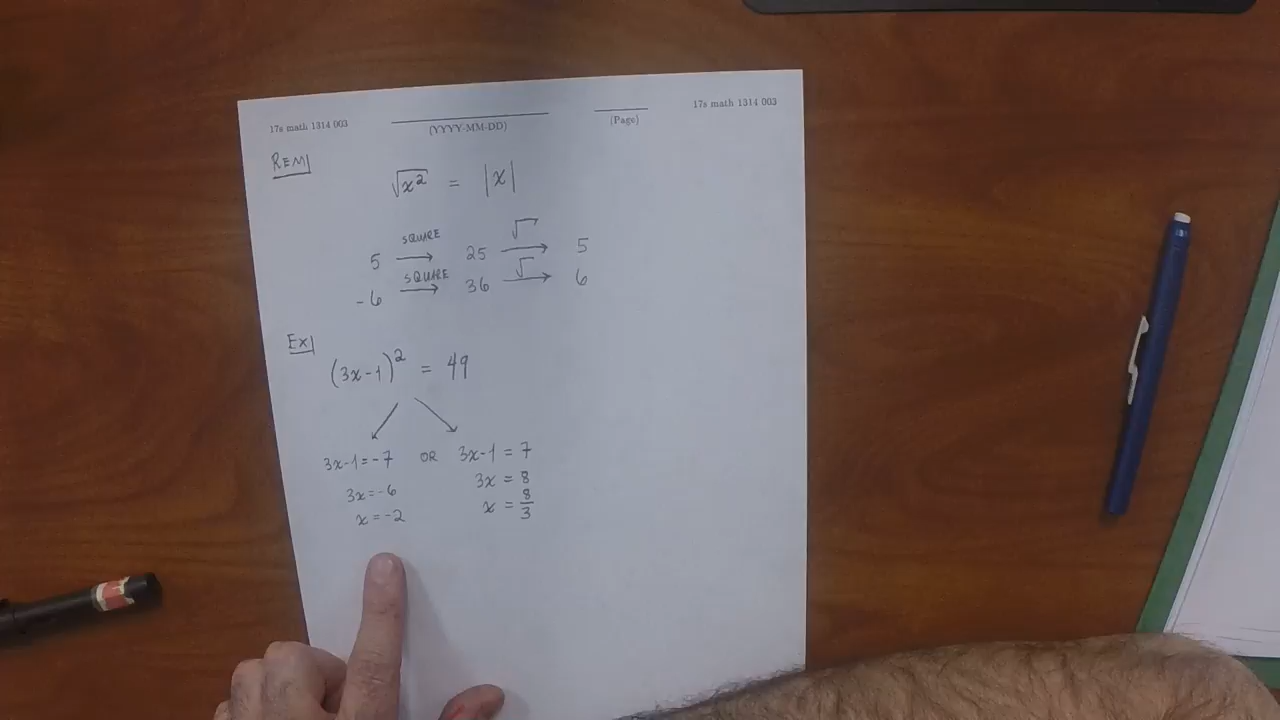 17s math 1314 003
(YYYY-MM-DD)
(Page)
17s math 1314 003
REM
√x² = |x|
5 SQUARE → 25 √ → 5
-6 SQUARE → 36 √ → 6
EX
(3x-1)² = 49
3x-1=-7 OR 3x-1=7
3x=-6 3x=8
x=-2 x=8/3